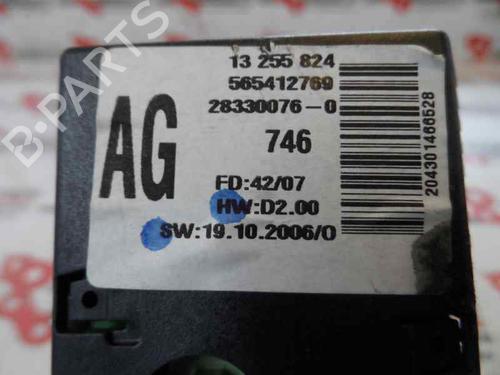 13 255 824
565412769
28330076-0
AG
746
FD:42/07
HW:D2.00
SW:19.10.2006/0
204301466528
B-PARTS